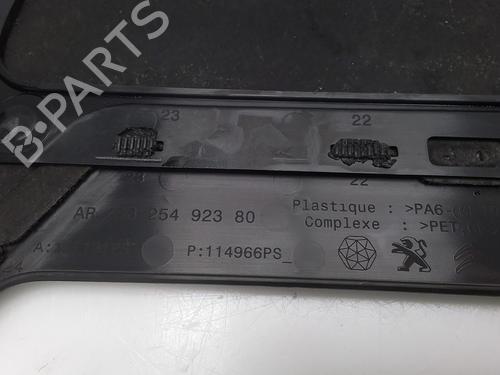 B-PARTS
23
22
22
AR 254 923 80
Plastique : >PA6-
Complexe : >PET
A:
P:114966PS_